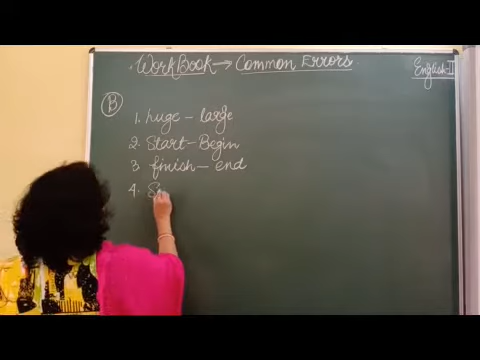 WorkBook → Common Errors
English-II
B
1. huge – large
2. Start – Begin
3. finish – end
4. S